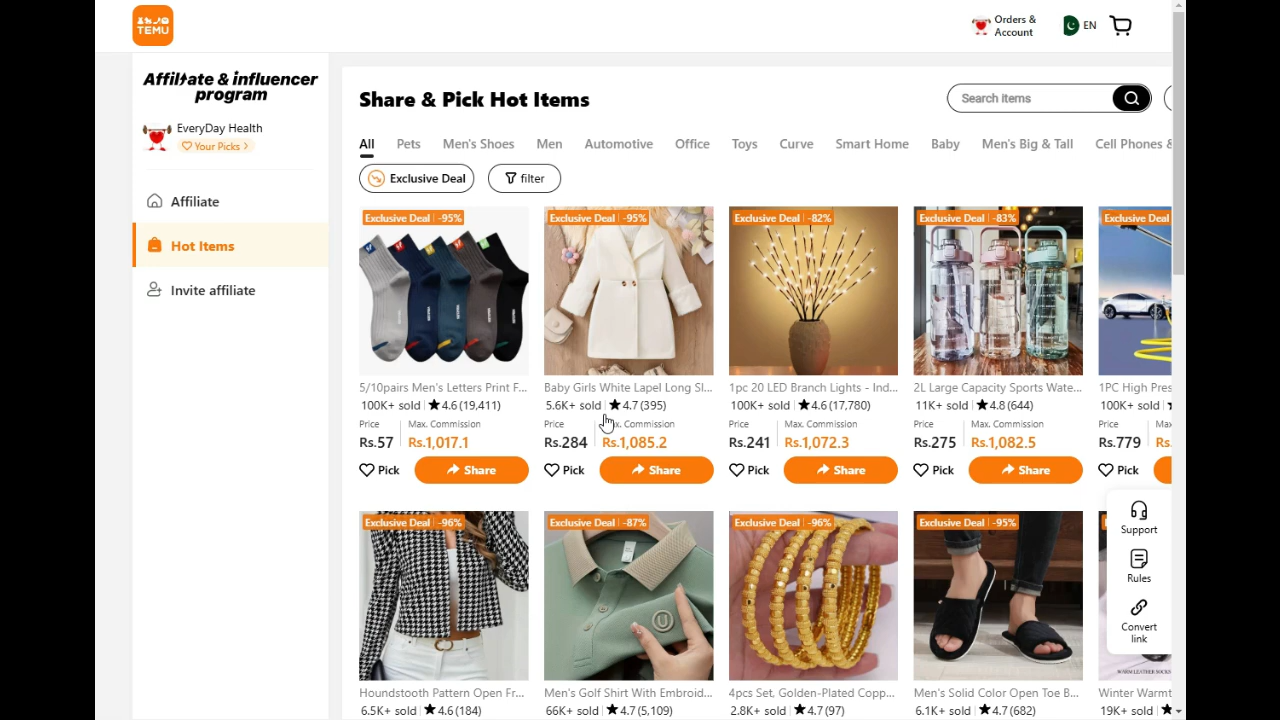 TEMU
Orders &
Account
EN
Affiliate & influencer
program
EveryDay Health
Your Picks >
Affiliate
Hot Items
Invite affiliate
Share & Pick Hot Items
Search items
All Pets Men's Shoes Men Automotive Office Toys Curve Smart Home Baby Men's Big & Tall Cell Phones &
Exclusive Deal filter
Exclusive Deal -95% Exclusive Deal -95% Exclusive Deal -82% Exclusive Deal -83% Exclusive Deal
5/10pairs Men's Letters Print F... Baby Girls White Lapel Long Sl... 1pc 20 LED Branch Lights - Ind... 2L Large Capacity Sports Wate... 1PC High Pres
100K+ sold 4.6 (19,411) 5.6K+ sold 4.7 (395) 100K+ sold 4.6 (17,780) 11K+ sold 4.8 (644) 100K+ sold
Price Max. Commission Price Max. Commission Price Max. Commission Price Max. Commission Price
Rs.57 Rs.1,017.1 Rs.284 Rs.1,085.2 Rs.241 Rs.1,072.3 Rs.275 Rs.1,082.5 Rs.779 Rs.
Pick Share Pick Share Pick Share Pick Share Pick
Exclusive Deal -96% Exclusive Deal -87% Exclusive Deal -96% Exclusive Deal -95%
Houndstooth Pattern Open Fr... Men's Golf Shirt With Embroid... 4pcs Set, Golden-Plated Copp... Men's Solid Color Open Toe B... Winter Warmt
6.5K+ sold 4.6 (184) 66K+ sold 4.7 (5,109) 2.8K+ sold 4.7 (97) 6.1K+ sold 4.7 (682) 19K+ sold
Support
Rules
Convert
link
WARM LEATHER SOCKS